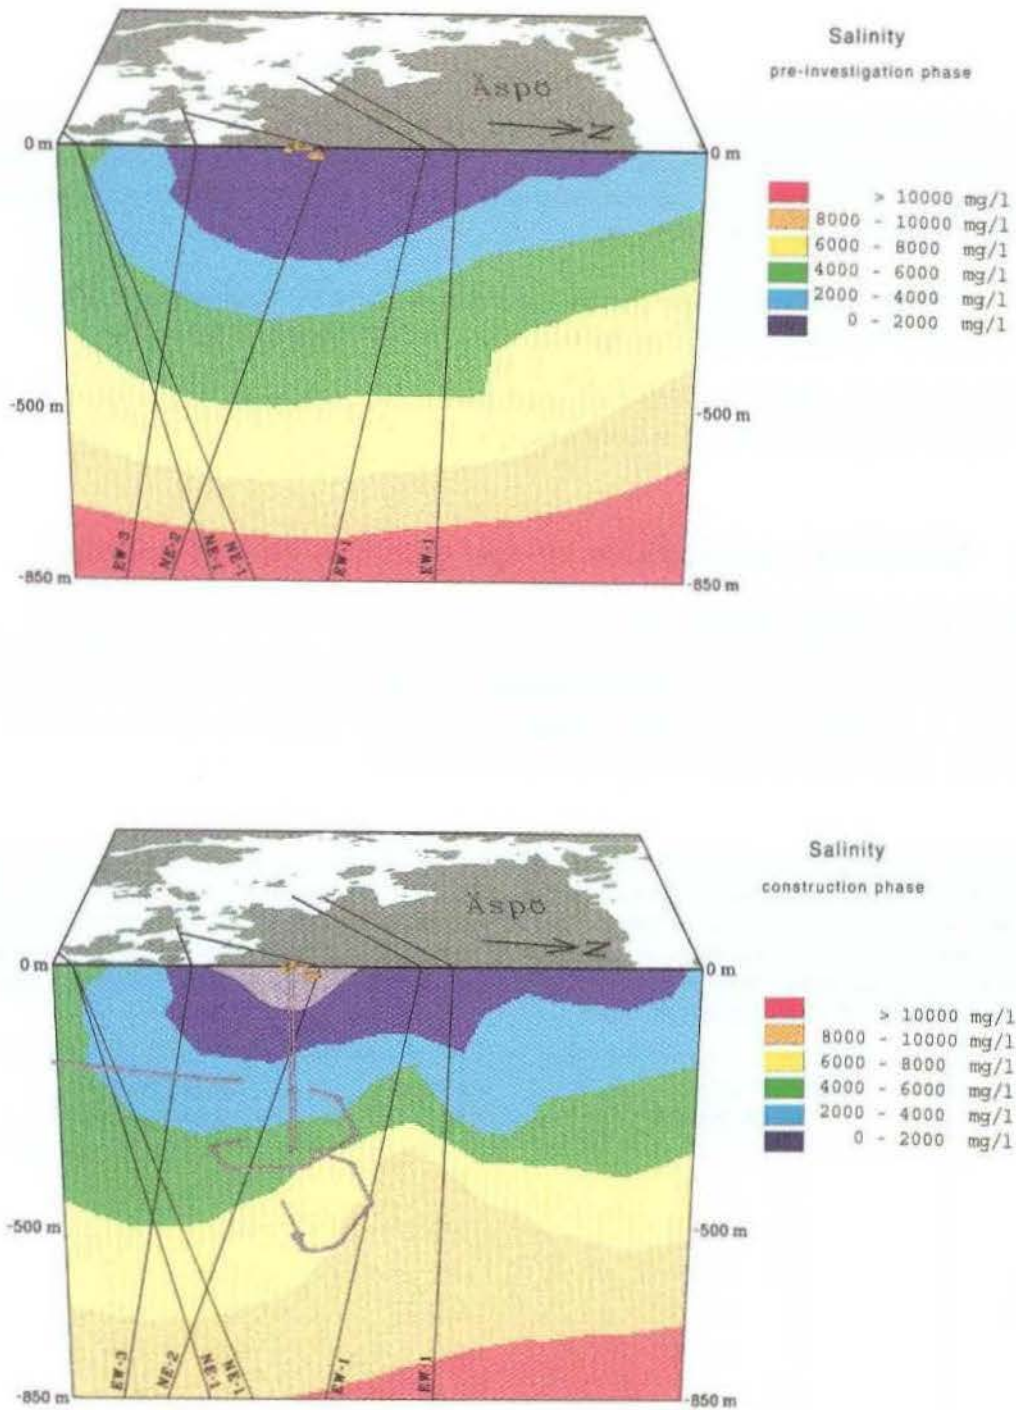 Salinity
pre-investigation phase
Äspö
N
0 m
0 m
> 10000 mg/l
8000 - 10000 mg/l
6000 - 8000 mg/l
4000 - 6000 mg/l
2000 - 4000 mg/l
0 - 2000 mg/l
-500 m
-500 m
EW-3
NE-2
NE-1
NE-1
EW-1
EW-1
-850 m
-850 m
Salinity
construction phase
Äspö
N
0 m
0 m
> 10000 mg/l
8000 - 10000 mg/l
6000 - 8000 mg/l
4000 - 6000 mg/l
2000 - 4000 mg/l
0 - 2000 mg/l
-500 m
-500 m
EW-3
NE-2
NE-1
NE-1
EW-1
EW-1
-850 m
-850 m